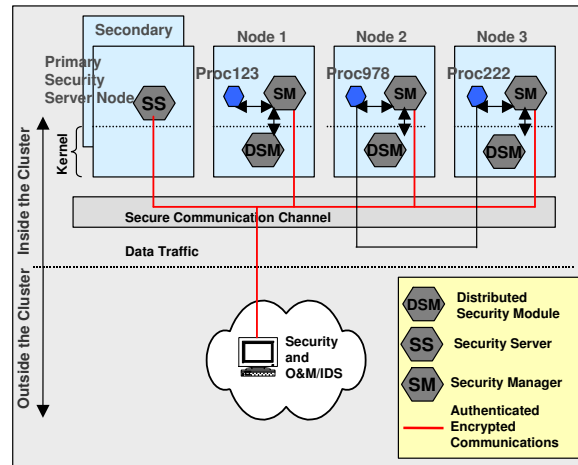 Secondary
Primary
Security
Server Node
SS
Node 1
Proc123
SM
DSM
Node 2
Proc978
SM
DSM
Node 3
Proc222
SM
DSM
Kernel
Inside the Cluster
Outside the Cluster
Secure Communication Channel
Data Traffic
Security
and
O&M/IDS
DSM
Distributed
Security Module
SS
Security Server
SM
Security Manager
Authenticated
Encrypted
Communications